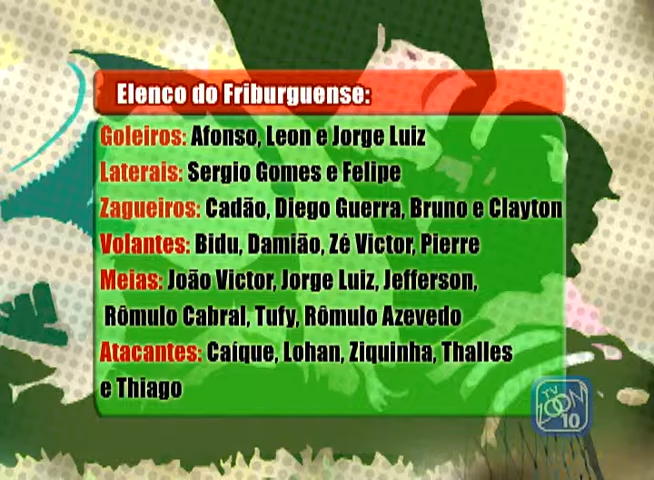 Elenco do Friburguense:
Goleiros: Afonso, Leon e Jorge Luiz
Laterais: Sergio Gomes e Felipe
Zagueiros: Cadão, Diego Guerra, Bruno e Clayton
Volantes: Bidu, Damião, Zé Victor, Pierre
Meias: João Victor, Jorge Luiz, Jefferson,
Rômulo Cabral, Tufy, Rômulo Azevedo
Atacantes: Caíque, Lohan, Ziquinha, Thalles
e Thiago
TV
ZOOM
10